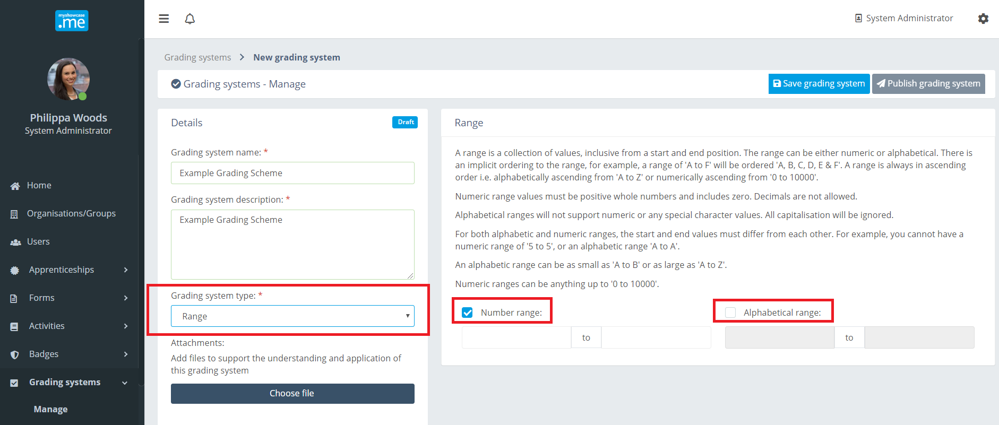 myshowcase
.me
System Administrator
Philippa Woods
System Administrator
Home
Organisations/Groups
Users
Apprenticeships
Forms
Activities
Badges
Grading systems
Manage
Grading systems
New grading system
Grading systems - Manage
Save grading system
Publish grading system
Details
Draft
Grading system name: *
Example Grading Scheme
Grading system description: *
Example Grading Scheme
Grading system type: *
Range
Attachments:
Add files to support the understanding and application of
this grading system
Choose file
Range
A range is a collection of values, inclusive from a start and end position. The range can be either numeric or alphabetical. There is
an implicit ordering to the range, for example, a range of 'A to F' will be ordered 'A, B, C, D, E & F'. A range is always in ascending
order i.e. alphabetically ascending from 'A to Z' or numerically ascending from '0 to 10000'.
Numeric range values must be positive whole numbers and includes zero. Decimals are not allowed.
Alphabetical ranges will not support numeric or any special character values. All capitalisation will be ignored.
For both alphabetic and numeric ranges, the start and end values must differ from each other. For example, you cannot have a
numeric range of '5 to 5', or an alphabetic range 'A to A'.
An alphabetic range can be as small as 'A to B' or as large as 'A to Z'.
Numeric ranges can be anything up to '0 to 10000'.
Number range:
to
Alphabetical range:
to